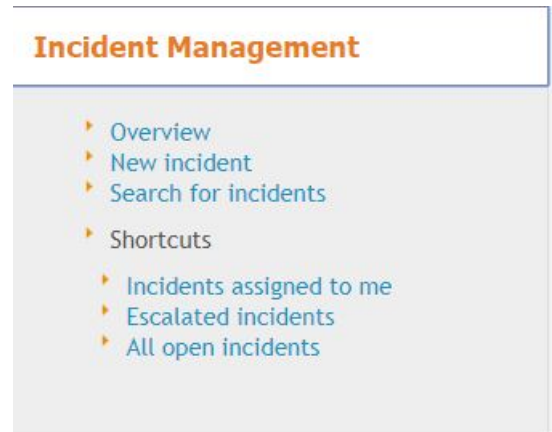 Incident Management
Overview
New incident
Search for incidents
Shortcuts
Incidents assigned to me
Escalated incidents
All open incidents